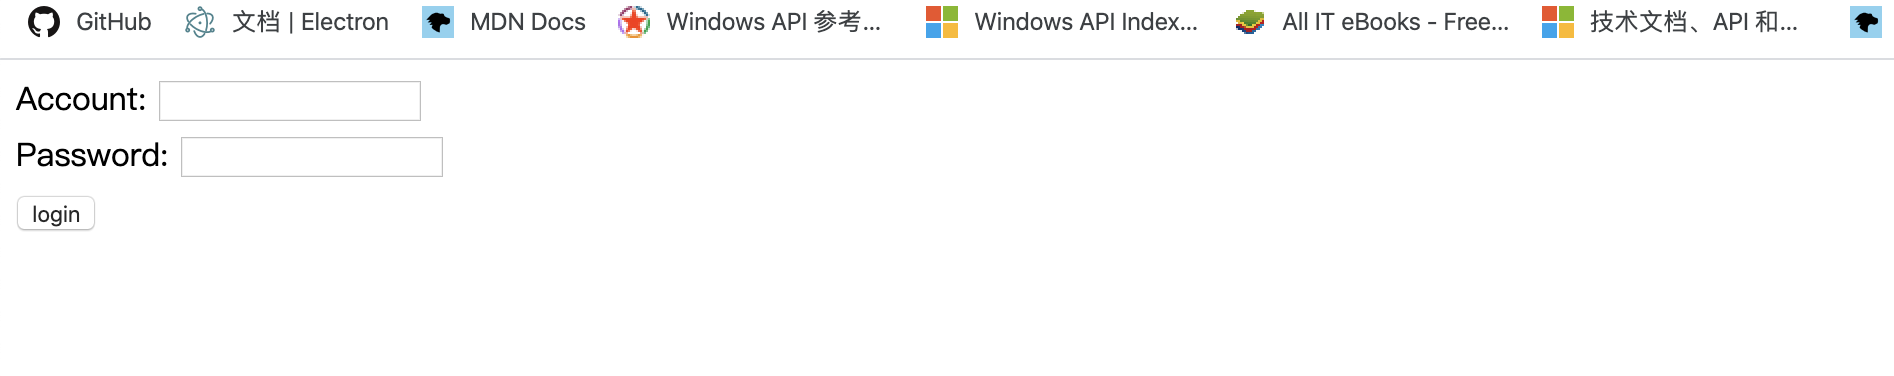 GitHub 文档 | Electron MDN Docs Windows API 参考... Windows API Index... All IT eBooks - Free... 技术文档、API 和...
Account:
Password:
login